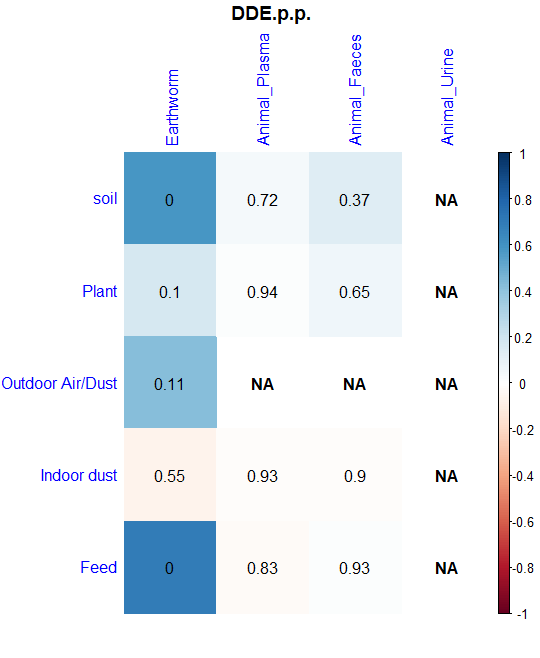 DDE.p.p.
Earthworm Animal_Plasma Animal_Faeces Animal_Urine
soil 0 0.72 0.37 NA
Plant 0.1 0.94 0.65 NA
Outdoor Air/Dust 0.11 NA NA NA
Indoor dust 0.55 0.93 0.9 NA
Feed 0 0.83 0.93 NA
1
0.8
0.6
0.4
0.2
0
-0.2
-0.4
-0.6
-0.8
-1